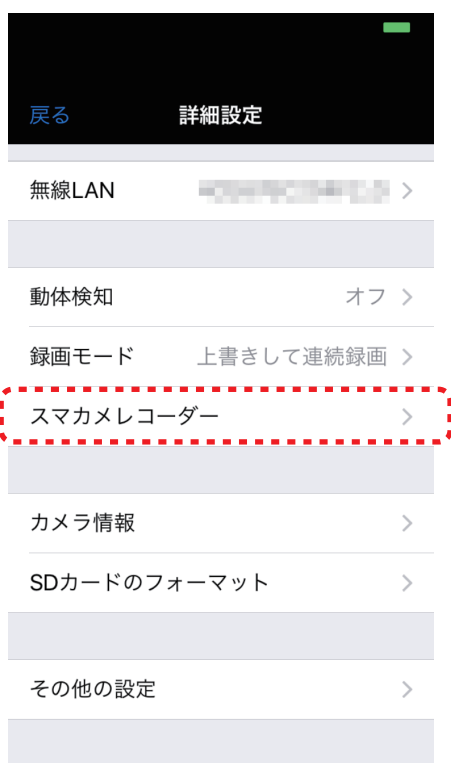 戻る 詳細設定
無線LAN
動体検知 オフ
録画モード 上書きして連続録画
スマカメレコーダー
カメラ情報
SDカードのフォーマット
その他の設定